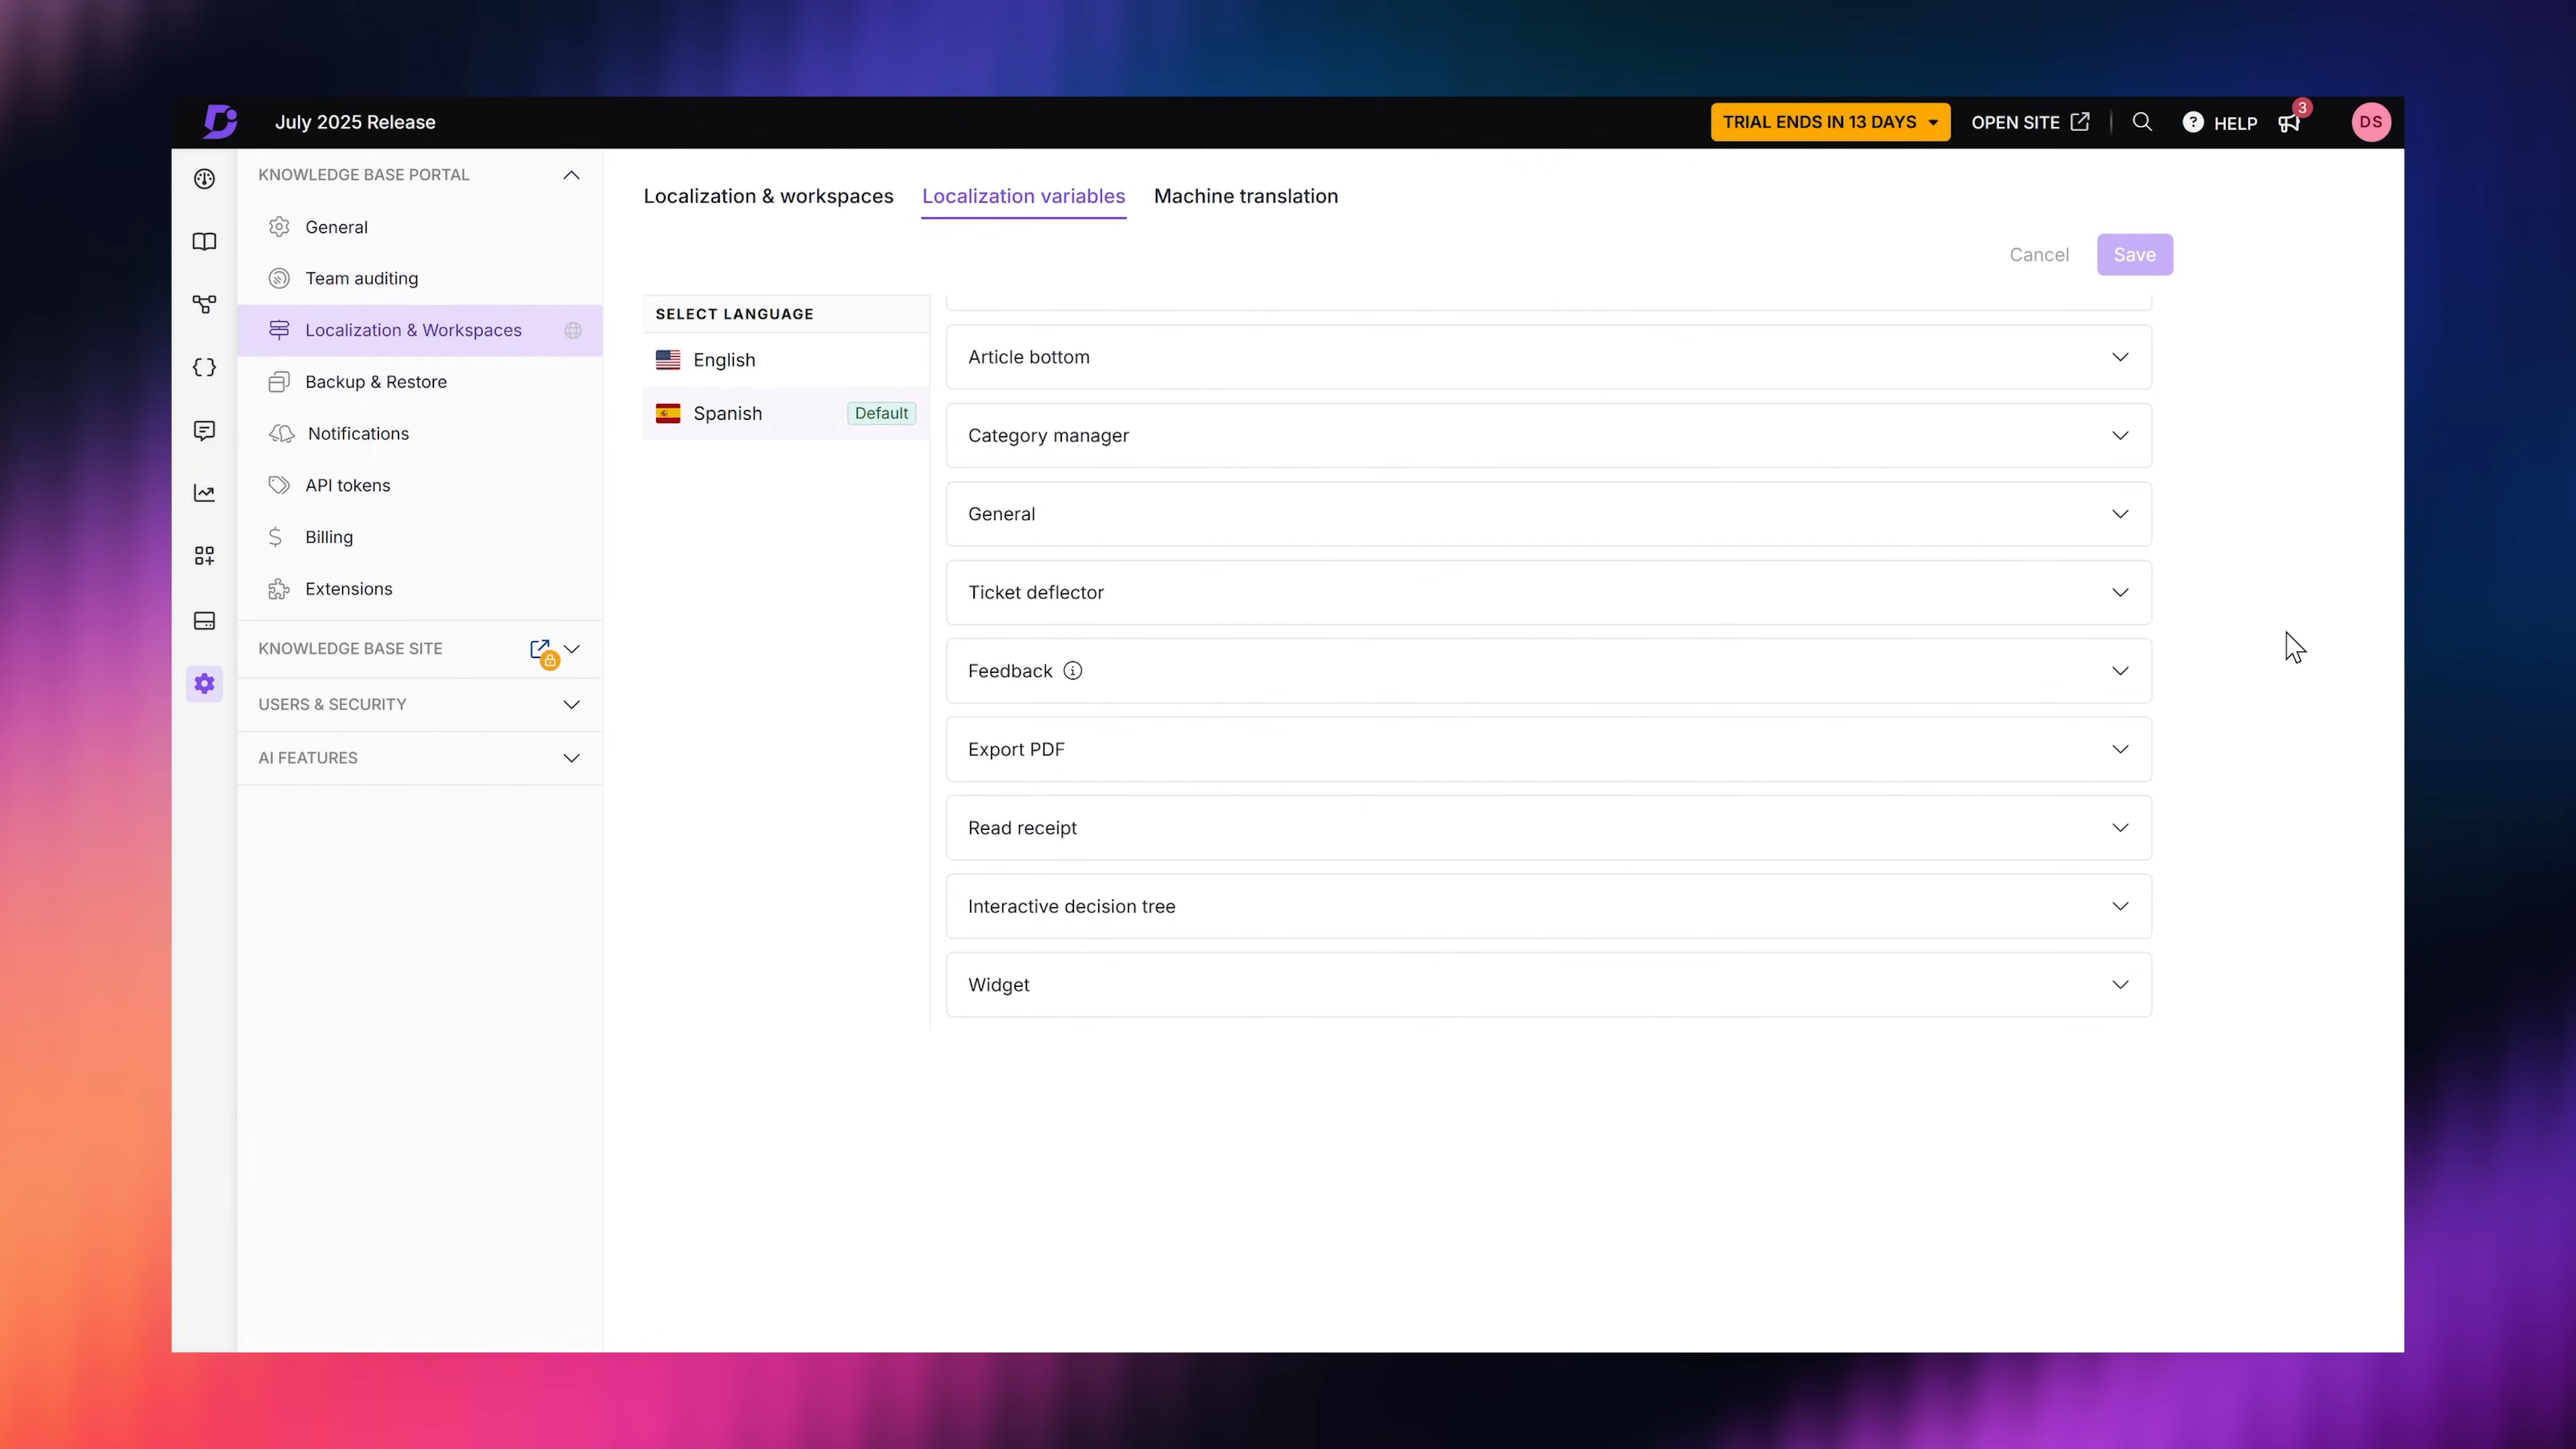 July 2025 Release
TRIAL ENDS IN 13 DAYS
OPEN SITE
HELP
3
DS
KNOWLEDGE BASE PORTAL
General
Team auditing
Localization & Workspaces
Backup & Restore
Notifications
API tokens
Billing
Extensions
KNOWLEDGE BASE SITE
USERS & SECURITY
AI FEATURES
Localization & workspaces
Localization variables
Machine translation
Cancel
Save
SELECT LANGUAGE
English
Spanish
Default
Article bottom
Category manager
General
Ticket deflector
Feedback
Export PDF
Read receipt
Interactive decision tree
Widget